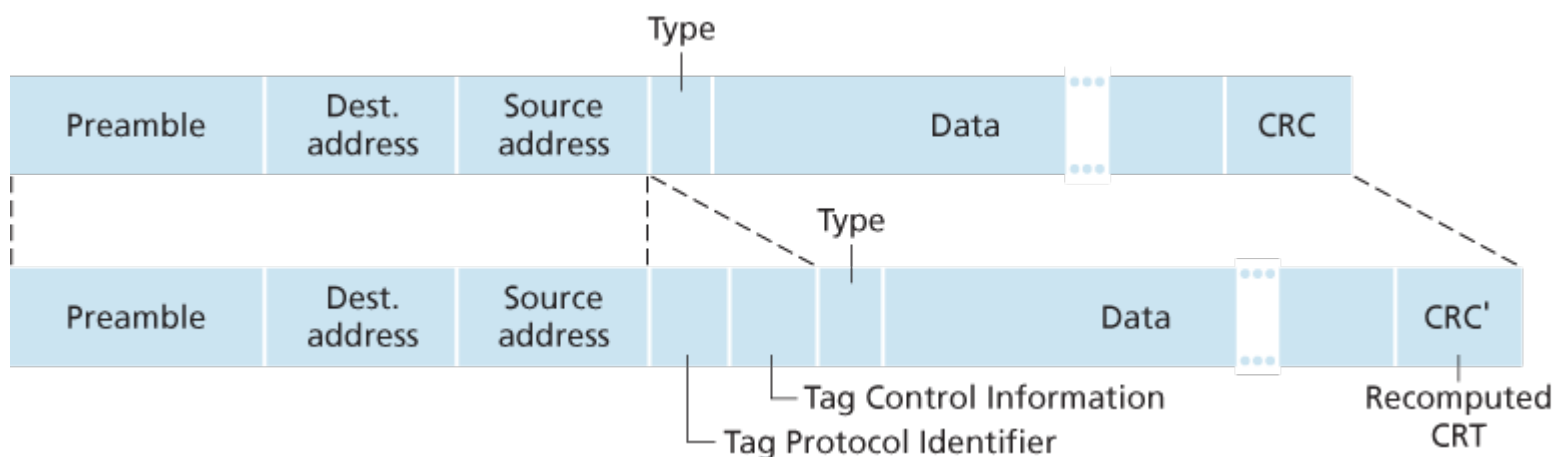 Type
Preamble
Dest.
address
Source
address
Data
CRC
Type
Preamble
Dest.
address
Source
address
Data
CRC'
Tag Control Information
Tag Protocol Identifier
Recomputed
CRT